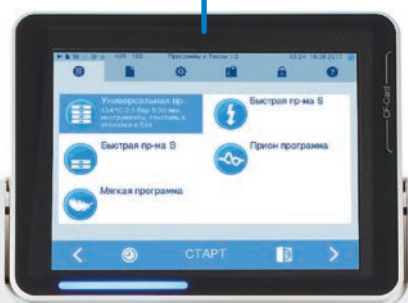 Программы и Тесты 1/2
Универсальная пр.
134°C 2.1 бар 5:30 мин
инструменты, текстиль в
упаковке и без
Быстрая пр-ма S
Быстрая пр-ма B
Прион программа
Мягкая программа
СТАРТ
CF-Card